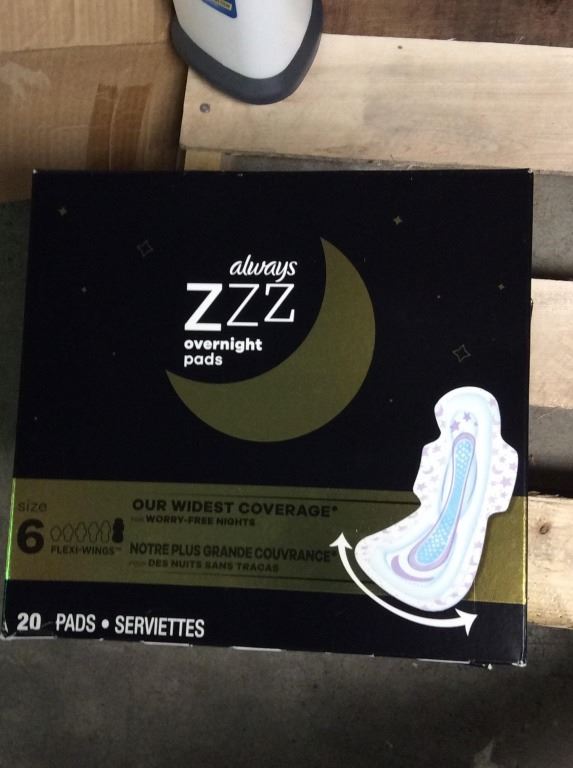 always
ZZZ
overnight
pads
size
6
FLEXI-WINGS™
OUR WIDEST COVERAGE*
FOR WORRY-FREE NIGHTS
NOTRE PLUS GRANDE COUVRANCE*
POUR DES NUITS SANS TRACAS
20 PADS • SERVIETTES